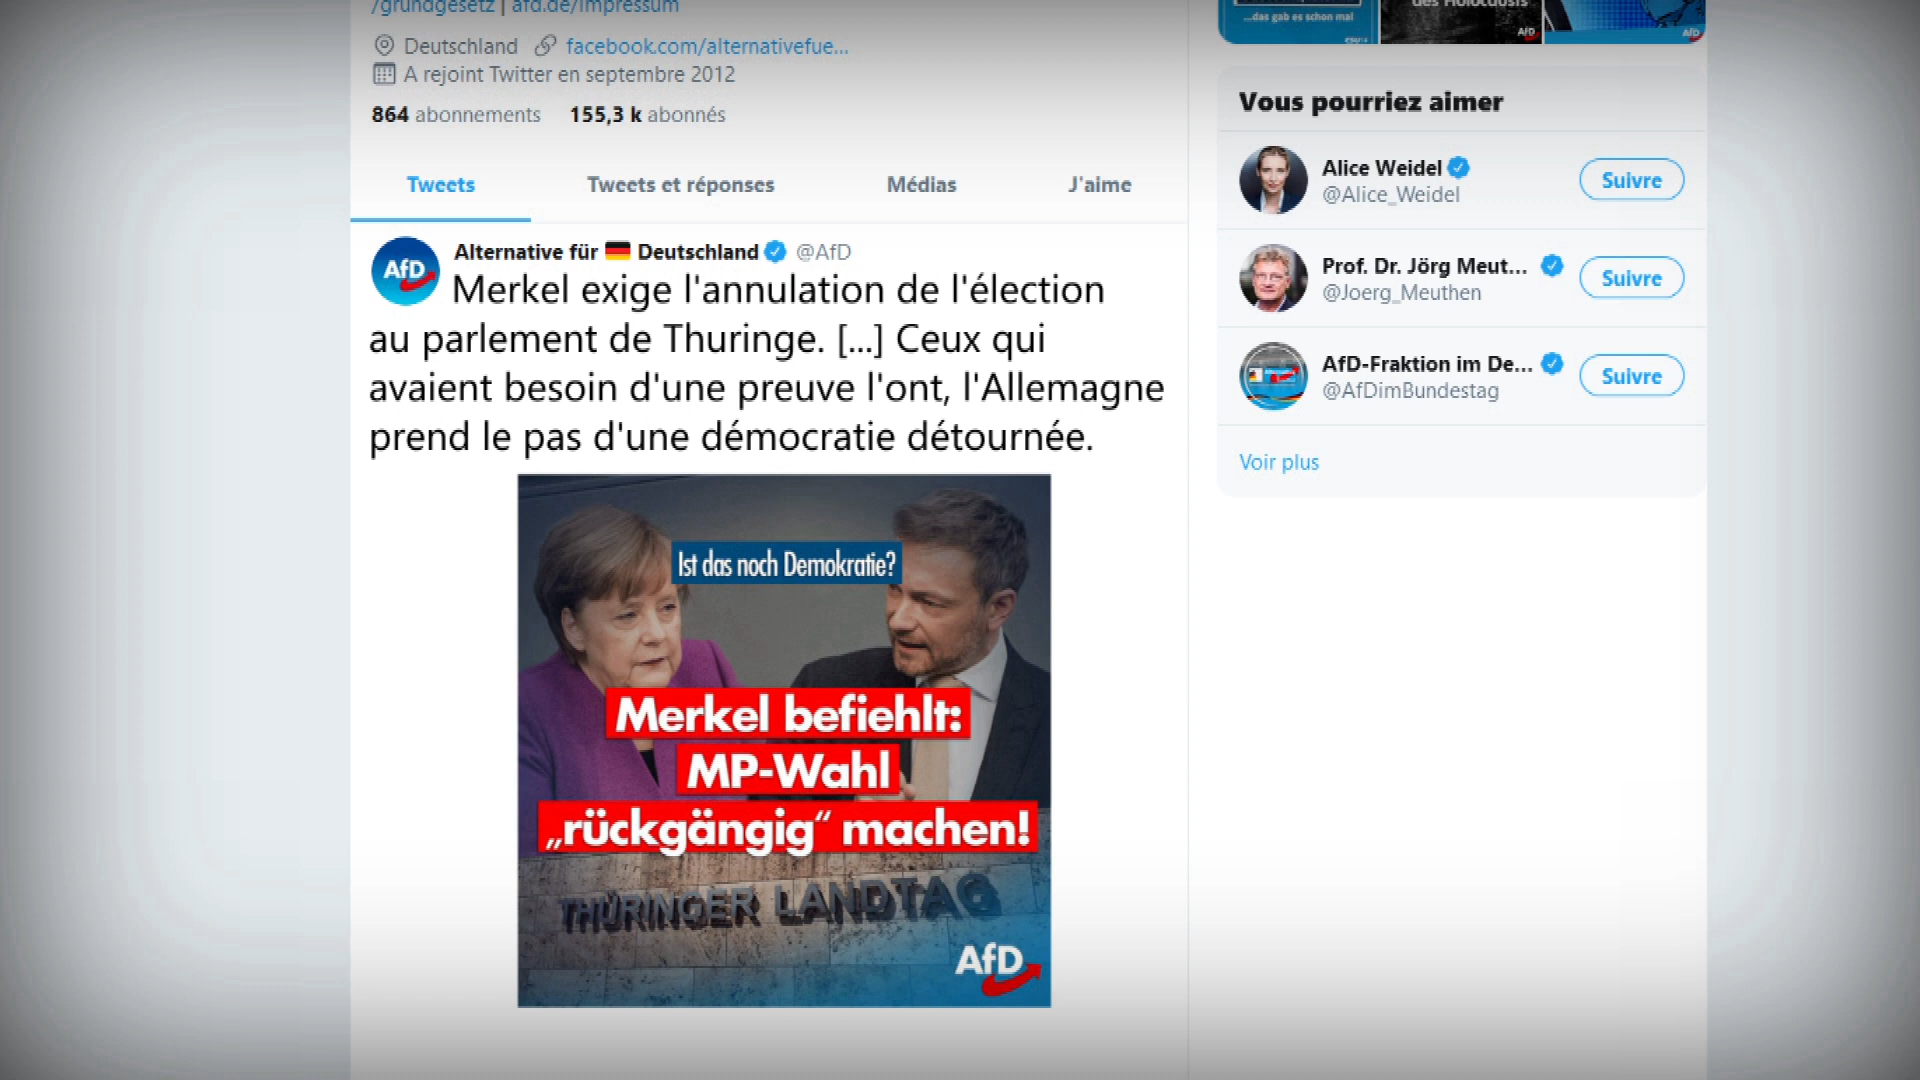 /grundgesetz | afd.de/impressum
Deutschland facebook.com/alternativefue...
A rejoint Twitter en septembre 2012
864 abonnements 155,3 k abonnés
Tweets Tweets et réponses Médias J'aime
Alternative für Deutschland @AfD
AfD
Merkel exige l'annulation de l'élection
au parlement de Thuringe. [...] Ceux qui
avaient besoin d'une preuve l'ont, l'Allemagne
prend le pas d'une démocratie détournée.
Ist das noch Demokratie?
Merkel befiehlt:
MP-Wahl
„rückgängig“ machen!
THÜRINGER LANDTAG
AfD
...das gab es schon mal
des Holocausts
AfD
AfD
Vous pourriez aimer
Alice Weidel
@Alice_Weidel
Suivre
Prof. Dr. Jörg Meut...
@Joerg_Meuthen
Suivre
AfD-Fraktion im De...
@AfDimBundestag
Suivre
Voir plus